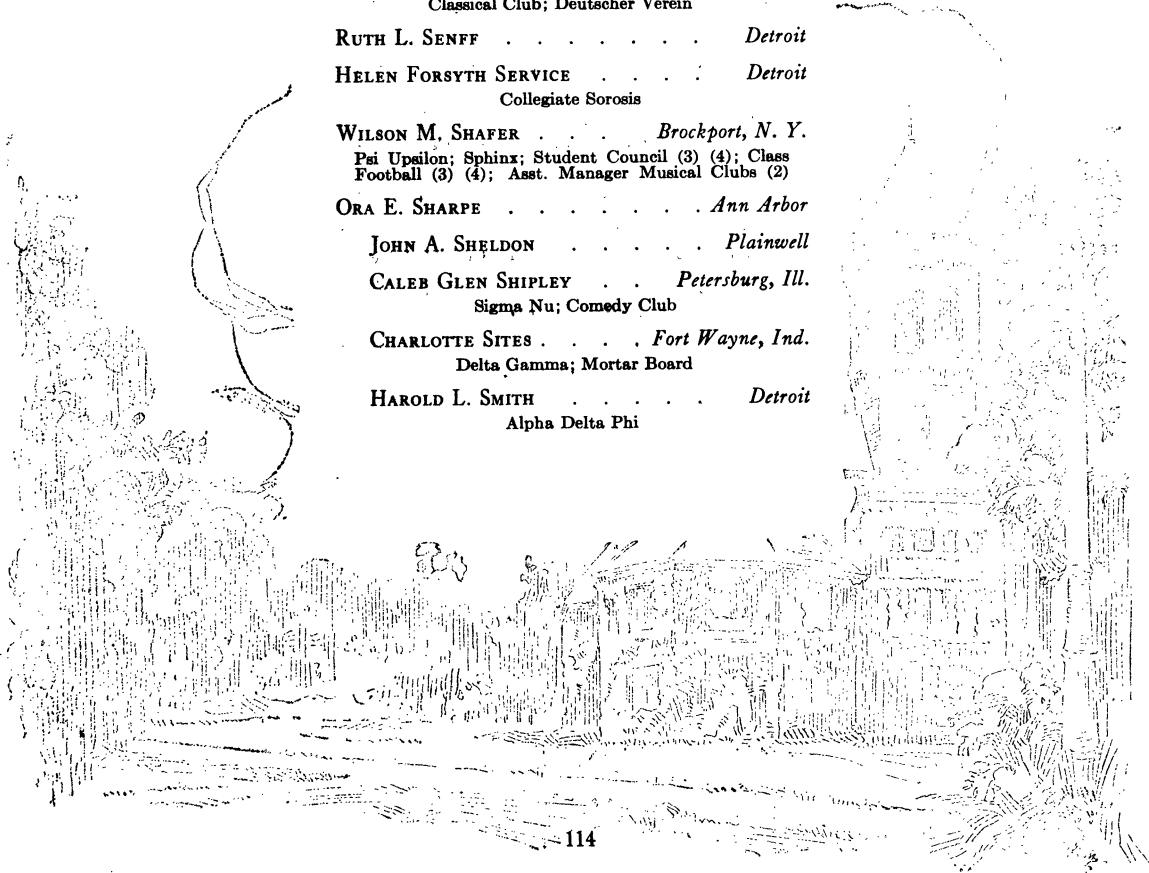 Classical Club; Deutscher Verein
RUTH L. SENFF . . . . . . . Detroit
HELEN FORSYTH SERVICE . . . . Detroit
Collegiate Sorosis
WILSON M. SHAFER . . . Brockport, N. Y.
Psi Upsilon; Sphinx; Student Council (3) (4); Class
Football (3) (4); Asst. Manager Musical Clubs (2)
ORA E. SHARPE . . . . . . . Ann Arbor
JOHN A. SHELDON . . . . . Plainwell
CALEB GLEN SHIPLEY . . Petersburg, Ill.
Sigma Nu; Comedy Club
CHARLOTTE SITES . . . . Fort Wayne, Ind.
Delta Gamma; Mortar Board
HAROLD L. SMITH . . . . . Detroit
Alpha Delta Phi
114